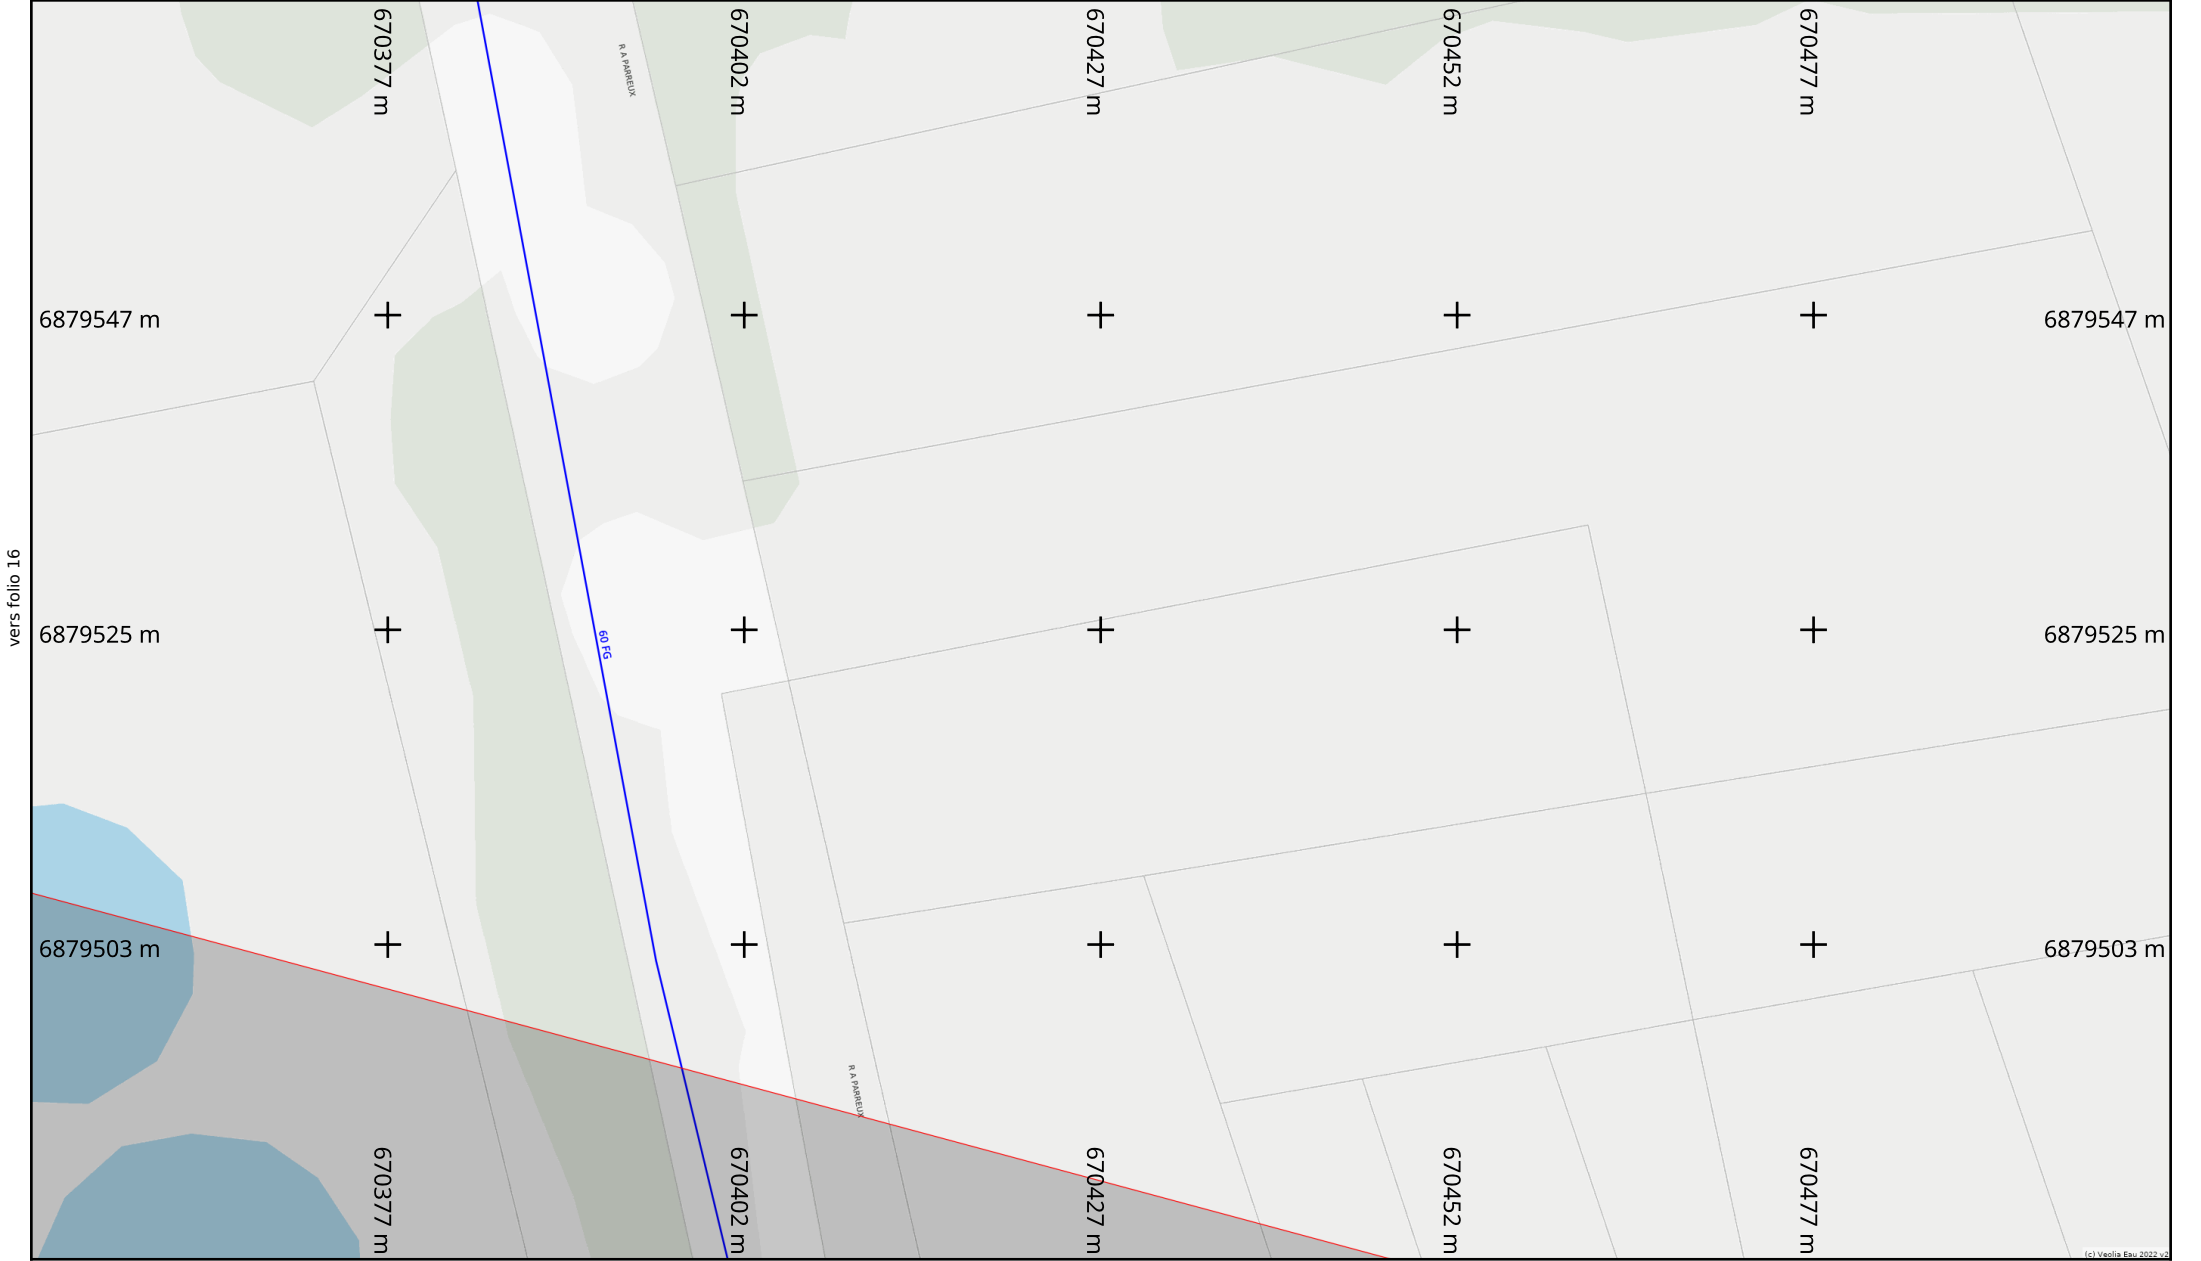 670377 m
670402 m
670427 m
670452 m
670477 m
R A PARREUX
6879547 m
6879547 m
vers folio 16
6879525 m
6879525 m
60 FG
6879503 m
6879503 m
R A PARREUX
670377 m
670402 m
670427 m
670452 m
670477 m
(c) Veolia Eau 2022 v2